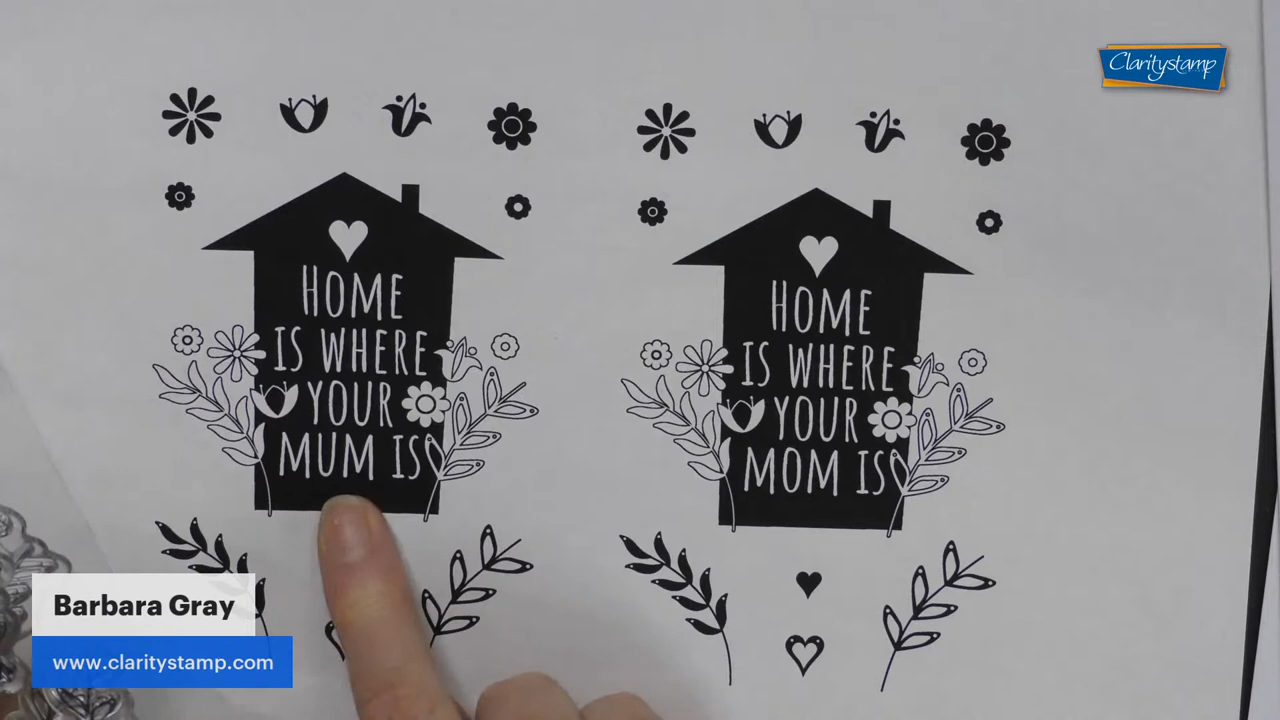 Claritystamp
HOME
IS WHERE
YOUR
MUM IS
HOME
IS WHERE
YOUR
MOM IS
Barbara Gray
www.claritystamp.com